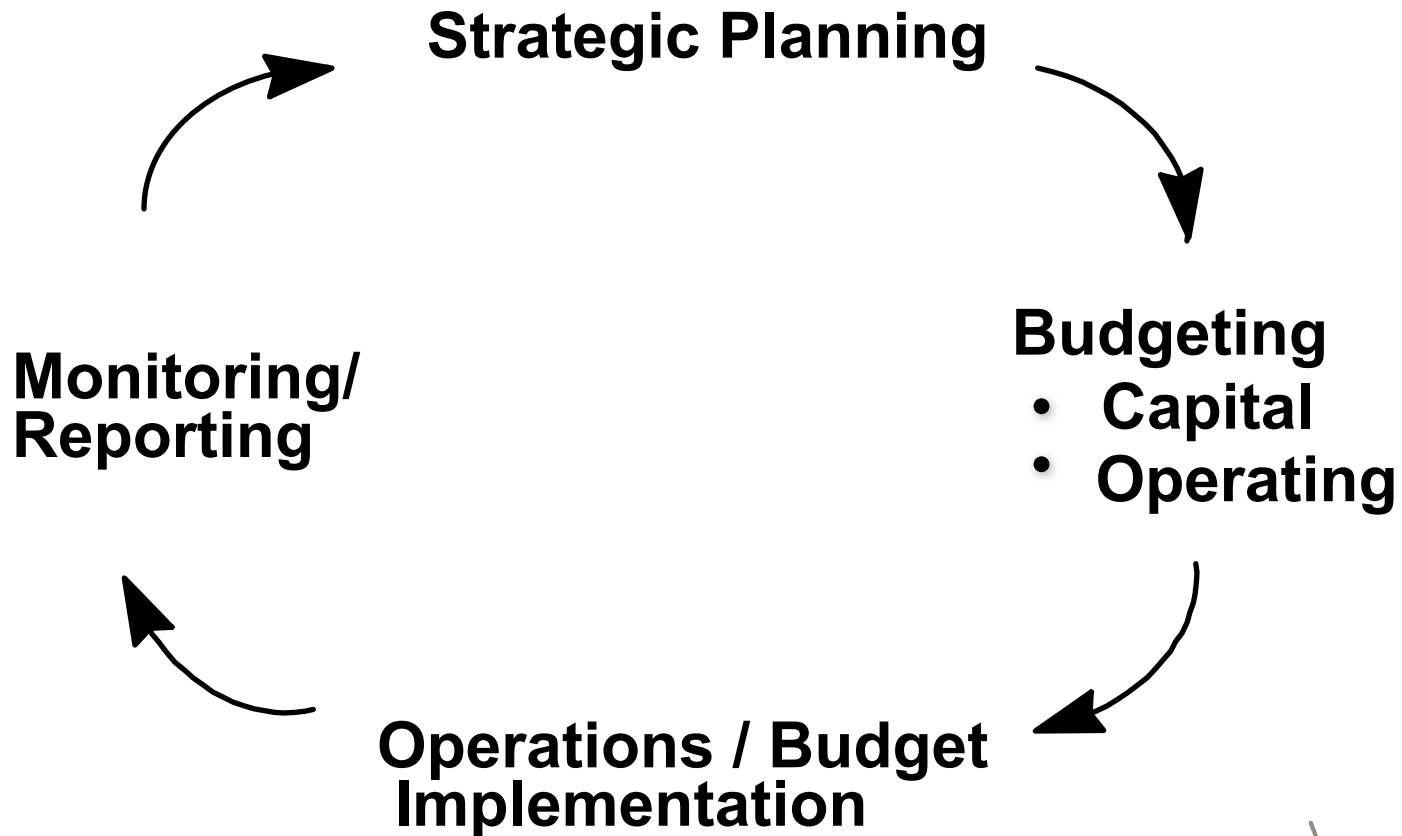 Strategic Planning
Budgeting
• Capital
• Operating
Operations / Budget
Implementation
Monitoring/
Reporting